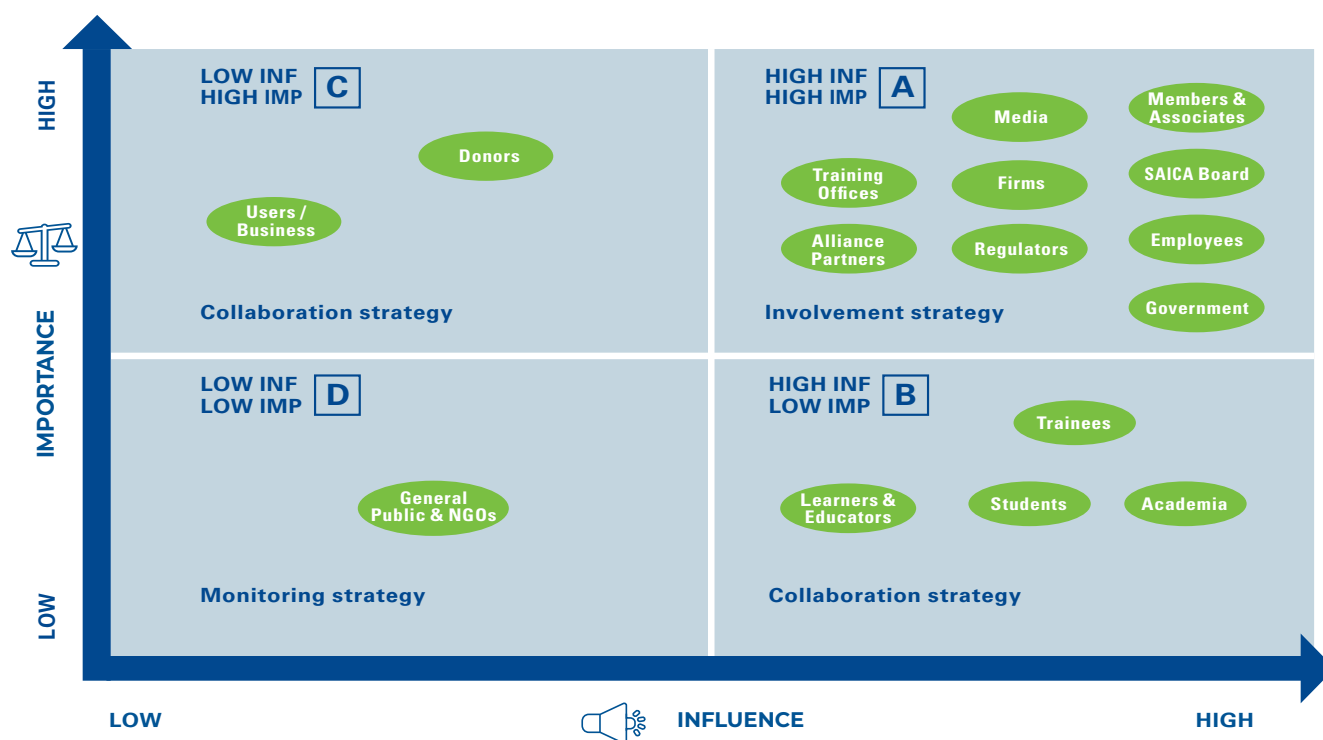 HIGH
IMPORTANCE
LOW
LOW INF
HIGH IMP
C
Donors
Users /
Business
Collaboration strategy
HIGH INF
HIGH IMP
A
Media
Members &
Associates
Training
Offices
Firms
SAICA Board
Alliance
Partners
Regulators
Employees
Government
Involvement strategy
LOW INF
LOW IMP
D
General
Public & NGOs
Monitoring strategy
HIGH INF
LOW IMP
B
Trainees
Learners &
Educators
Students
Academia
Collaboration strategy
LOW
INFLUENCE
HIGH